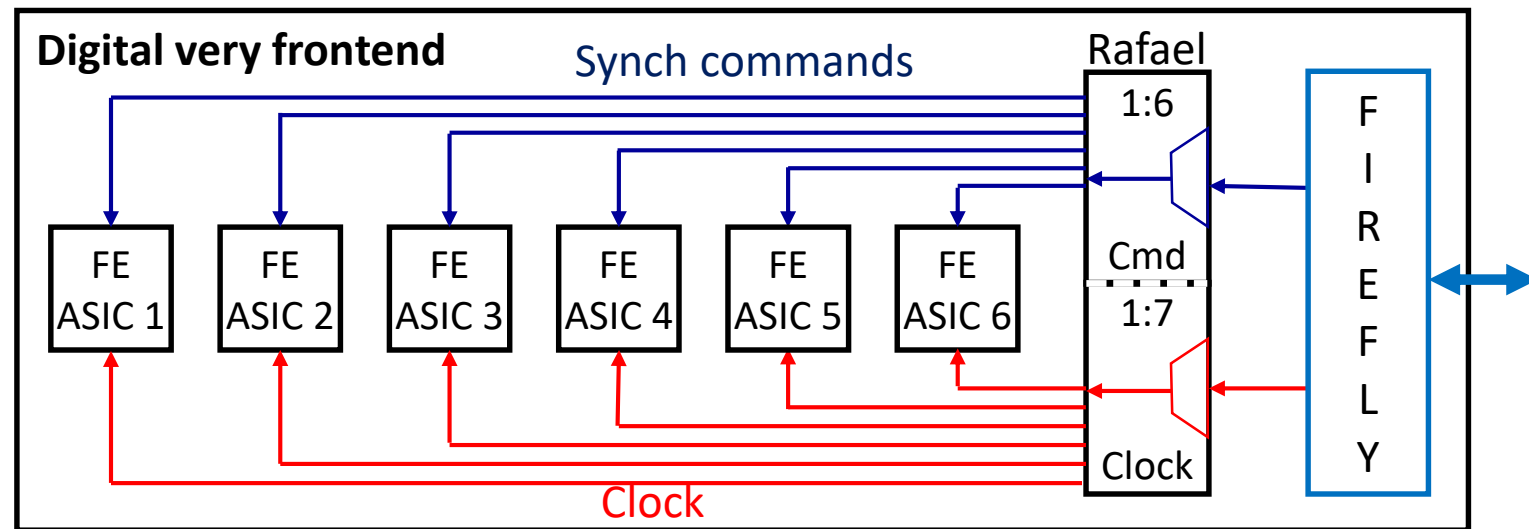 Digital very frontend
Synch commands
Rafael
1:6
Cmd
1:7
Clock
FE
ASIC 1
FE
ASIC 2
FE
ASIC 3
FE
ASIC 4
FE
ASIC 5
FE
ASIC 6
F
I
R
E
F
L
Y
Clock